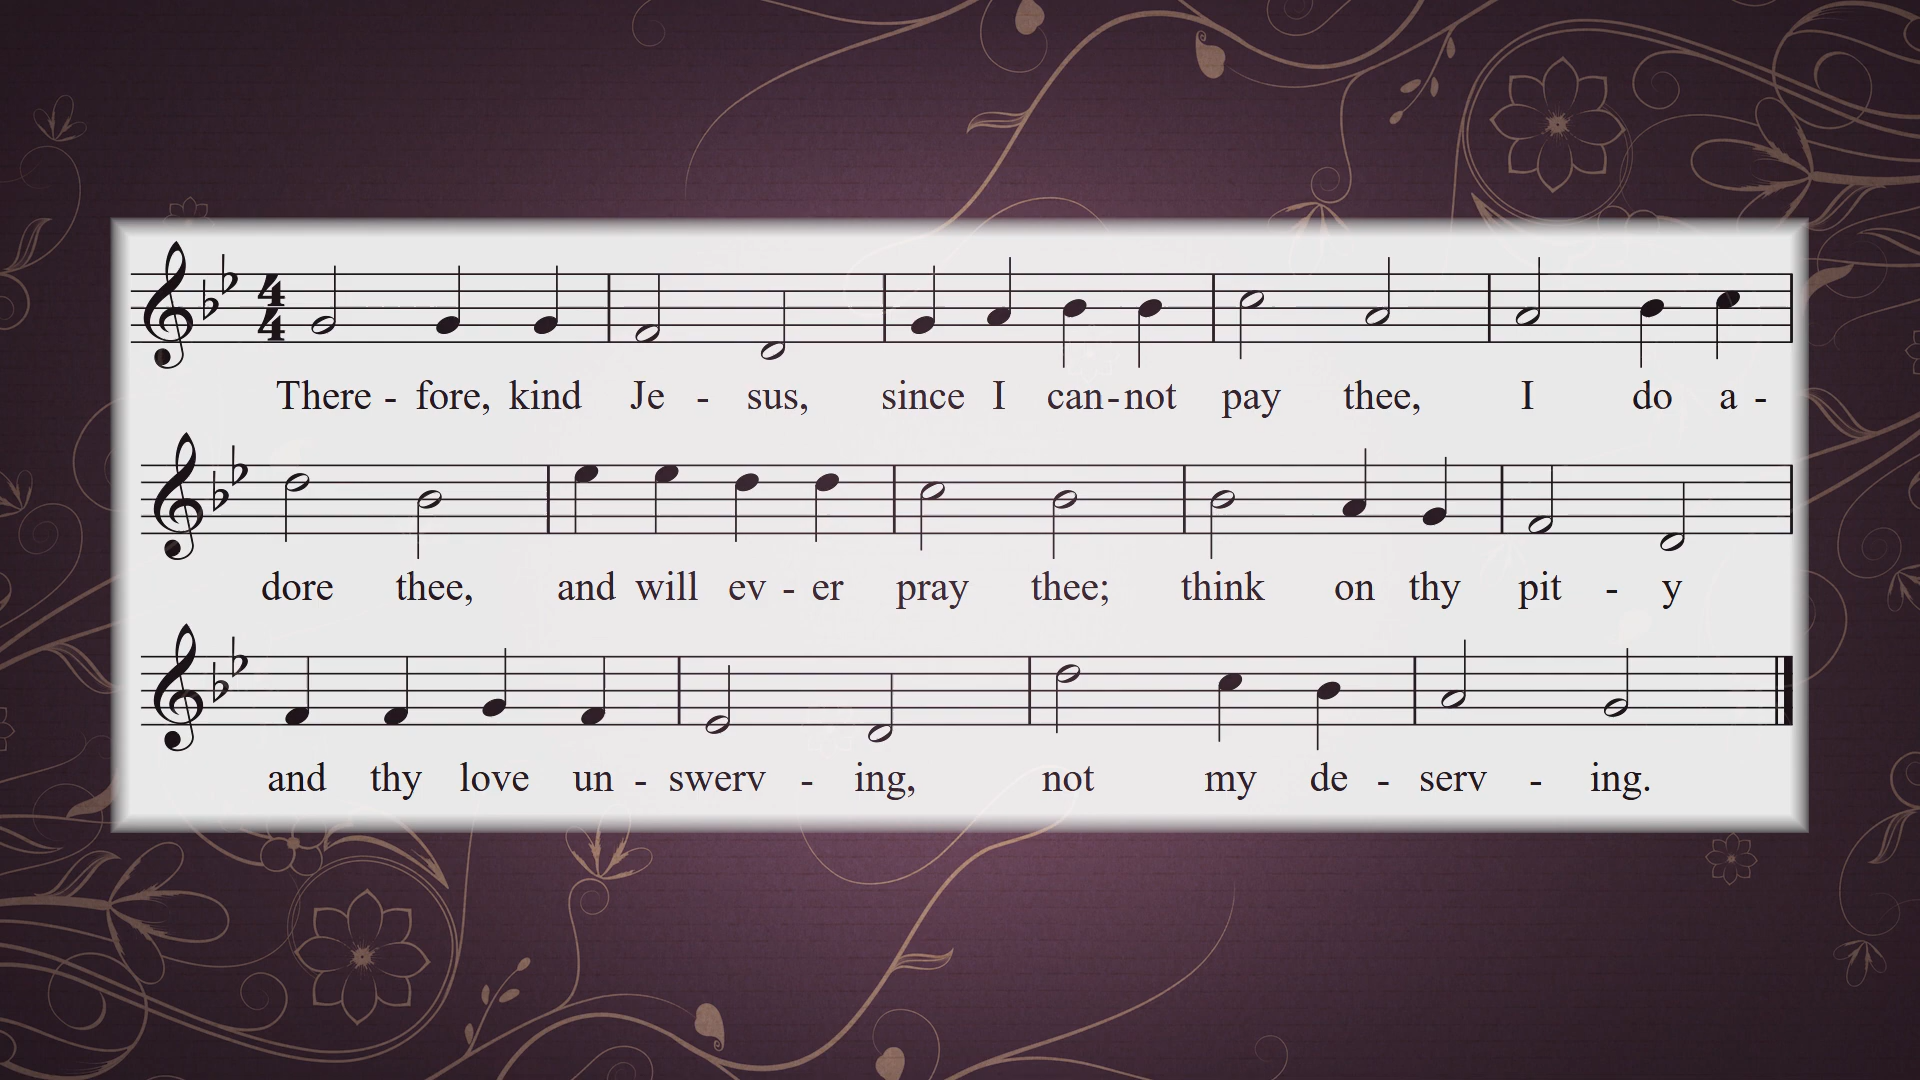 There - fore, kind Je - sus, since I can - not pay thee, I do a -
dore thee, and will ev - er pray thee; think on thy pit - y
and thy love un - swerv - ing, not my de - serv - ing.